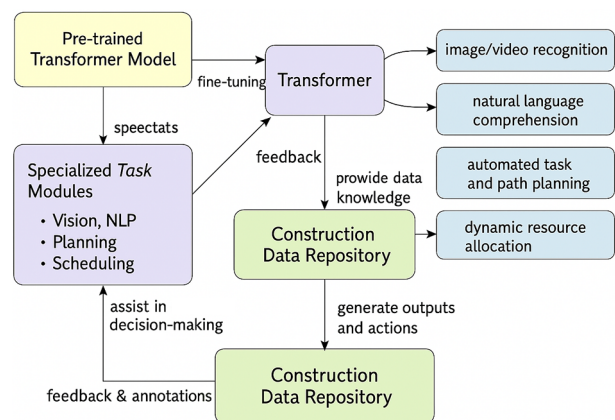 Pre-trained
Transformer Model
fine-tuning
Transformer
image/video recognition
natural language
comprehension
automated task
and path planning
dynamic resource
allocation
speectats
Specialized Task
Modules
• Vision, NLP
• Planning
• Scheduling
feedback
prowide data
knowledge
Construction
Data Repository
assist in
decision-making
generate outputs
and actions
feedback & annotations
Construction
Data Repository